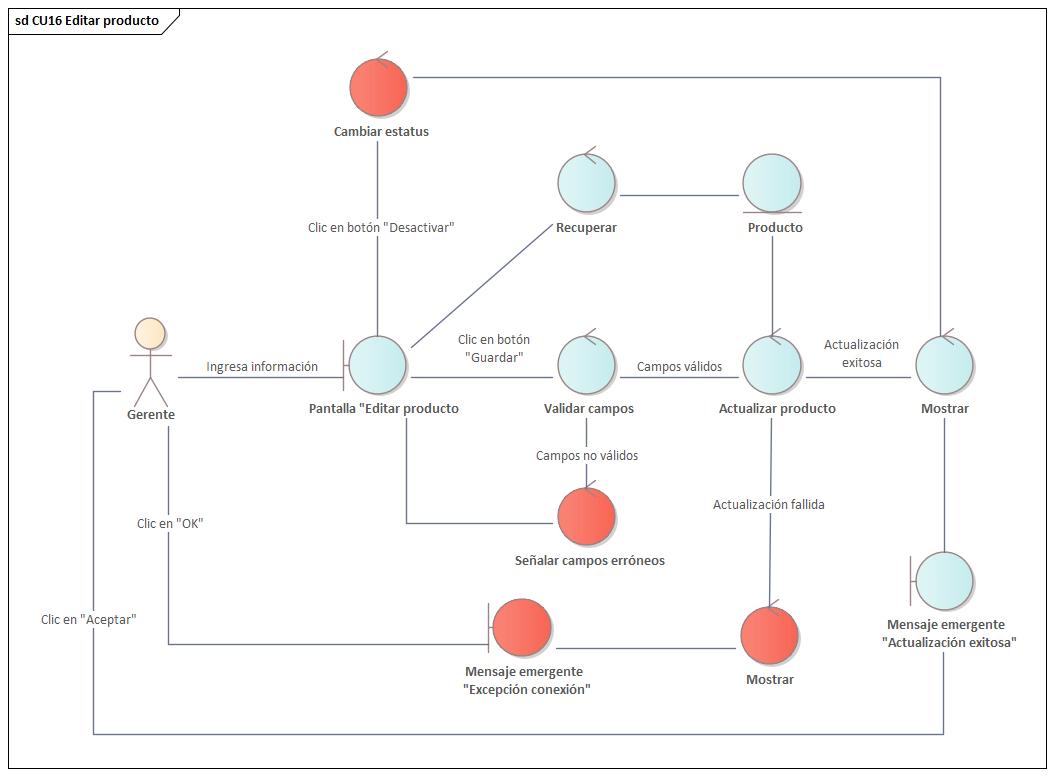 sd CU16 Editar producto
Cambiar estatus
Clic en botón "Desactivar"
Recuperar
Producto
Clic en botón
"Guardar"
Actualización
exitosa
Ingresa información
Campos válidos
Gerente
Pantalla "Editar producto
Validar campos
Actualizar producto
Mostrar
Campos no válidos
Actualización fallida
Clic en "OK"
Señalar campos erróneos
Clic en "Aceptar"
Mensaje emergente
"Actualización exitosa"
Mensaje emergente
"Excepción conexión"
Mostrar